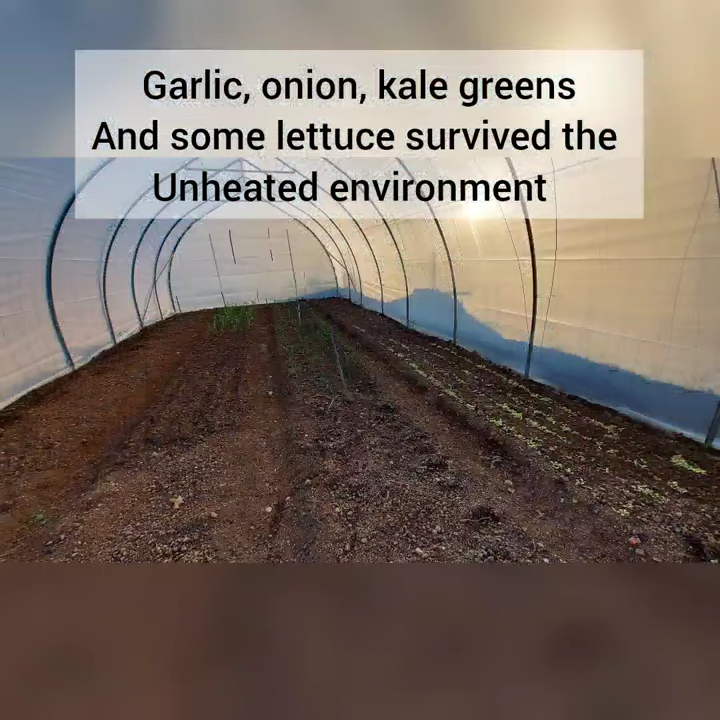 Garlic, onion, kale greens
And some lettuce survived the
Unheated environment